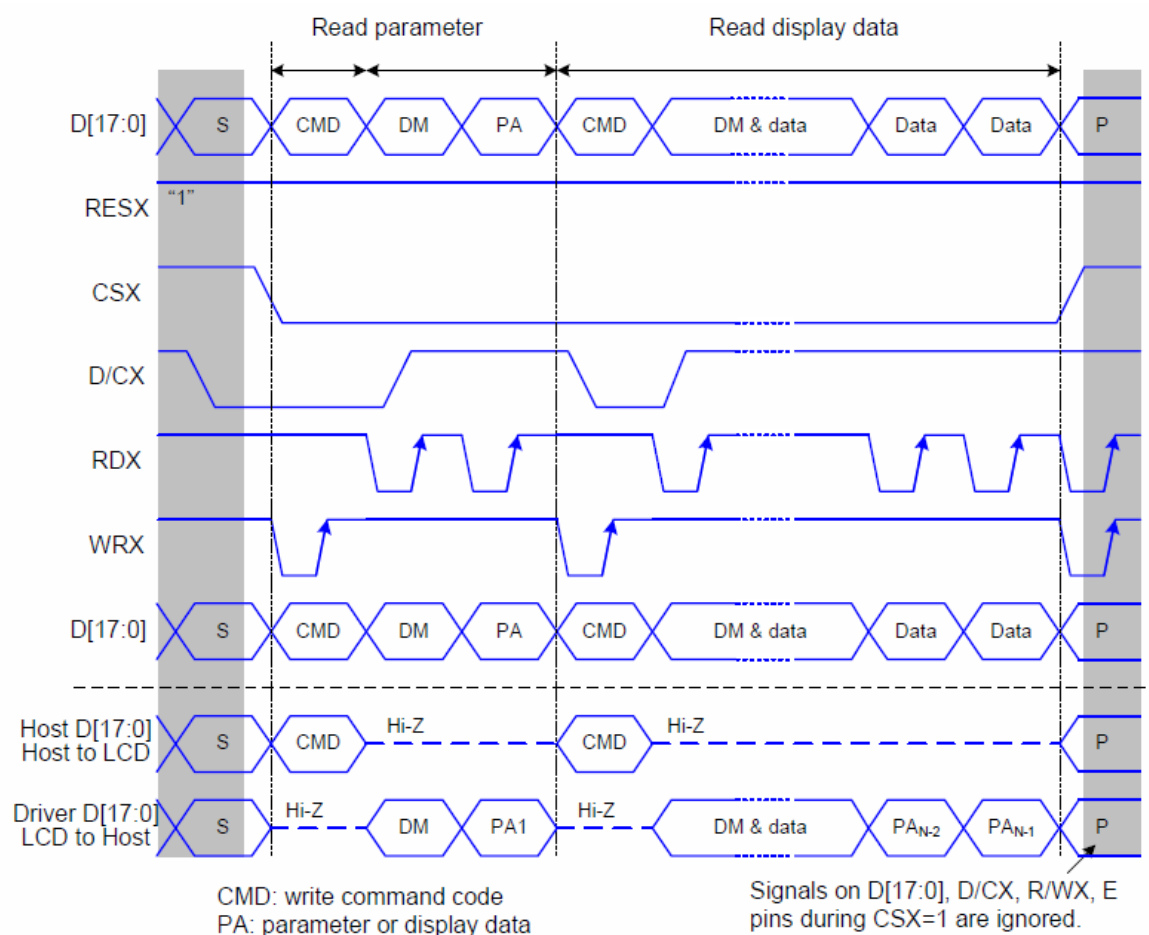 Read parameter Read display data
D[17:0] S CMD DM PA CMD DM & data Data Data P
RESX “1”
CSX
D/CX
RDX
WRX
D[17:0] S CMD DM PA CMD DM & data Data Data P
Host D[17:0]
Host to LCD S CMD Hi-Z CMD Hi-Z P
Driver D[17:0]
LCD to Host S Hi-Z DM PA1 Hi-Z DM & data PAN-2 PAN-1 P
CMD: write command code
PA: parameter or display data
Signals on D[17:0], D/CX, R/WX, E
pins during CSX=1 are ignored.